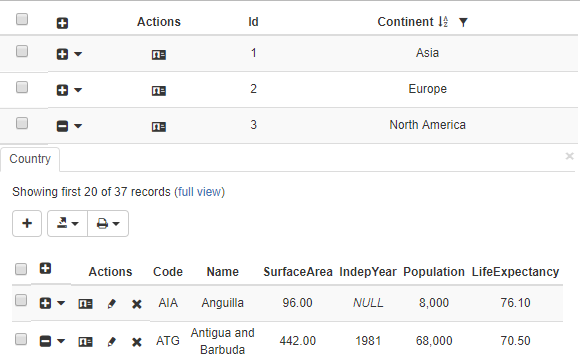 Actions Id Continent
1 Asia
2 Europe
3 North America
Country
Showing first 20 of 37 records (full view)
Actions Code Name SurfaceArea IndepYear Population LifeExpectancy
AIA Anguilla 96.00 NULL 8,000 76.10
ATG Antigua and Barbuda 442.00 1981 68,000 70.50